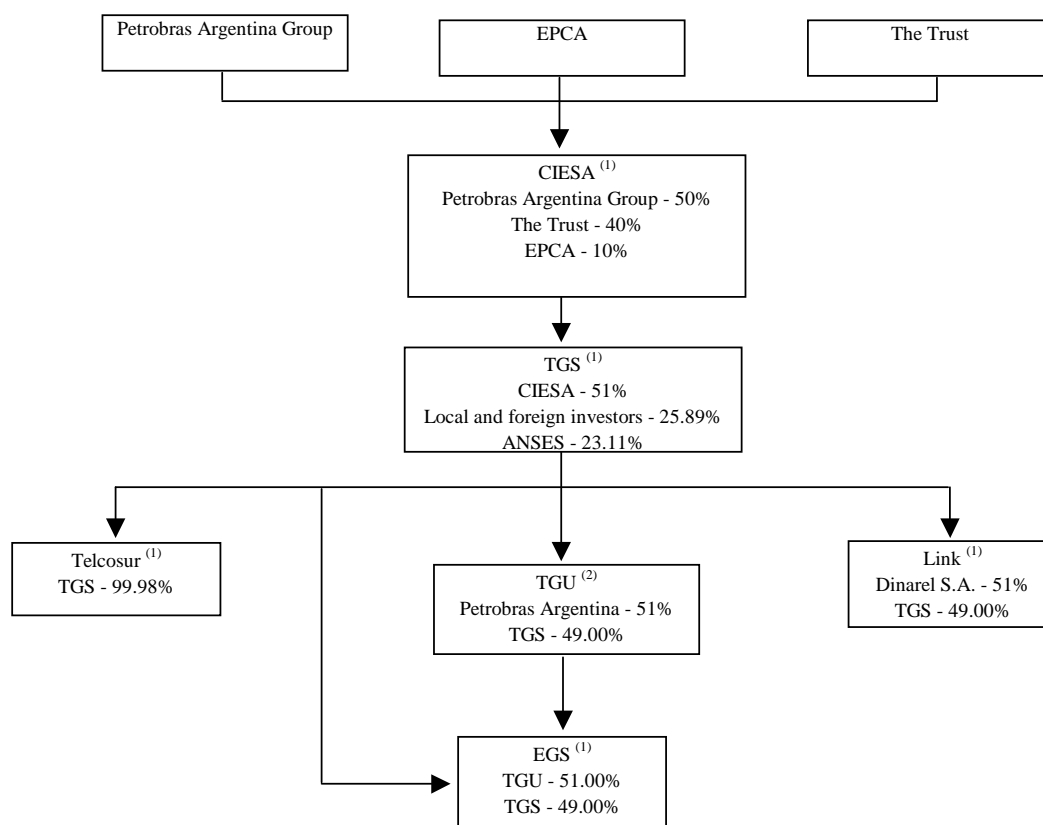 Petrobras Argentina Group
EPCA
The Trust
CIESA (1)
Petrobras Argentina Group - 50%
The Trust - 40%
EPCA - 10%
TGS (1)
CIESA - 51%
Local and foreign investors - 25.89%
ANSES - 23.11%
Telcosur (1)
TGS - 99.98%
TGU (2)
Petrobras Argentina - 51%
TGS - 49.00%
Link (1)
Dinarel S.A. - 51%
TGS - 49.00%
EGS (1)
TGU - 51.00%
TGS - 49.00%